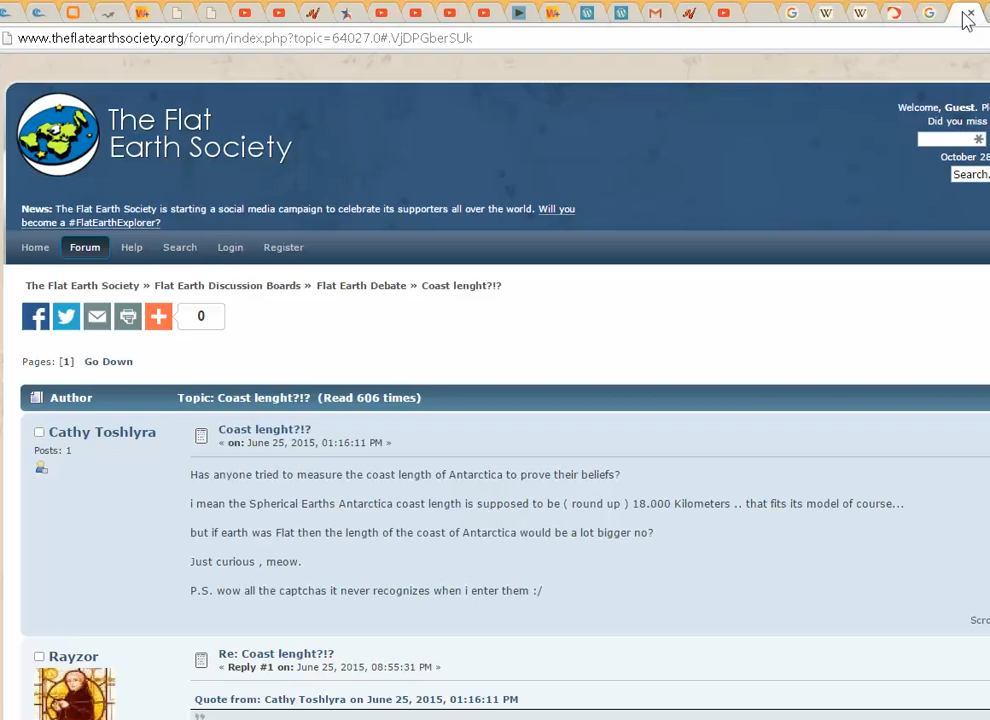 www.theflatearthsociety.org/forum/index.php?topic=64027.0#.VjDPGberSUk
The Flat
Earth Society
Welcome, Guest. Pl
Did you miss
October 28
Search.
News: The Flat Earth Society is starting a social media campaign to celebrate its supporters all over the world. Will you
become a #FlatEarthExplorer?
Home Forum Help Search Login Register
The Flat Earth Society » Flat Earth Discussion Boards » Flat Earth Debate » Coast lenght?!?
0
Pages: [1] Go Down
Author Topic: Coast lenght?!? (Read 606 times)
Cathy Toshlyra
Posts: 1
Coast lenght?!?
« on: June 25, 2015, 01:16:11 PM »
Has anyone tried to measure the coast length of Antarctica to prove their beliefs?
i mean the Spherical Earths Antarctica coast length is supposed to be ( round up ) 18.000 Kilometers .. that fits its model of course...
but if earth was Flat then the length of the coast of Antarctica would be a lot bigger no?
Just curious , meow.
P.S. wow all the captchas it never recognizes when i enter them :/
Scro
Rayzor
Re: Coast lenght?!?
« Reply #1 on: June 25, 2015, 08:55:31 PM »
Quote from: Cathy Toshlyra on June 25, 2015, 01:16:11 PM